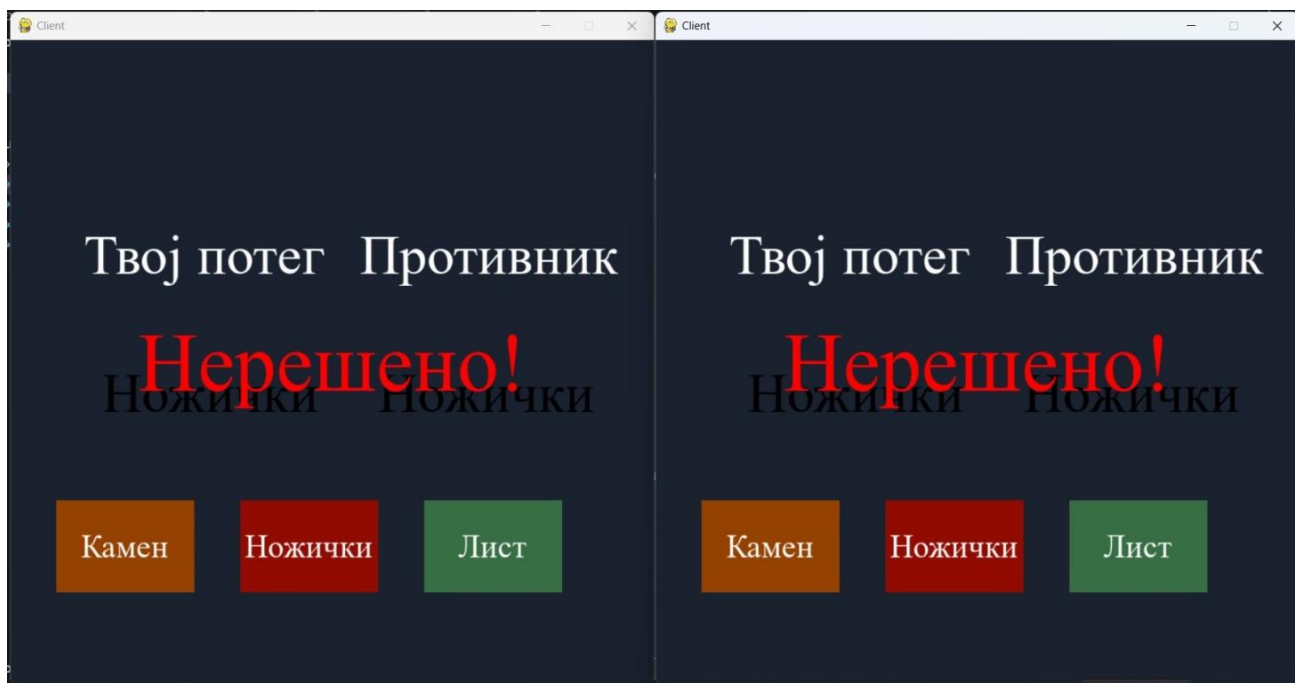 Client
Твој потег Противник
Нерешено!
Ножички Ножички
Камен Ножички Лист
Client
Твој потег Противник
Нерешено!
Ножички Ножички
Камен Ножички Лист